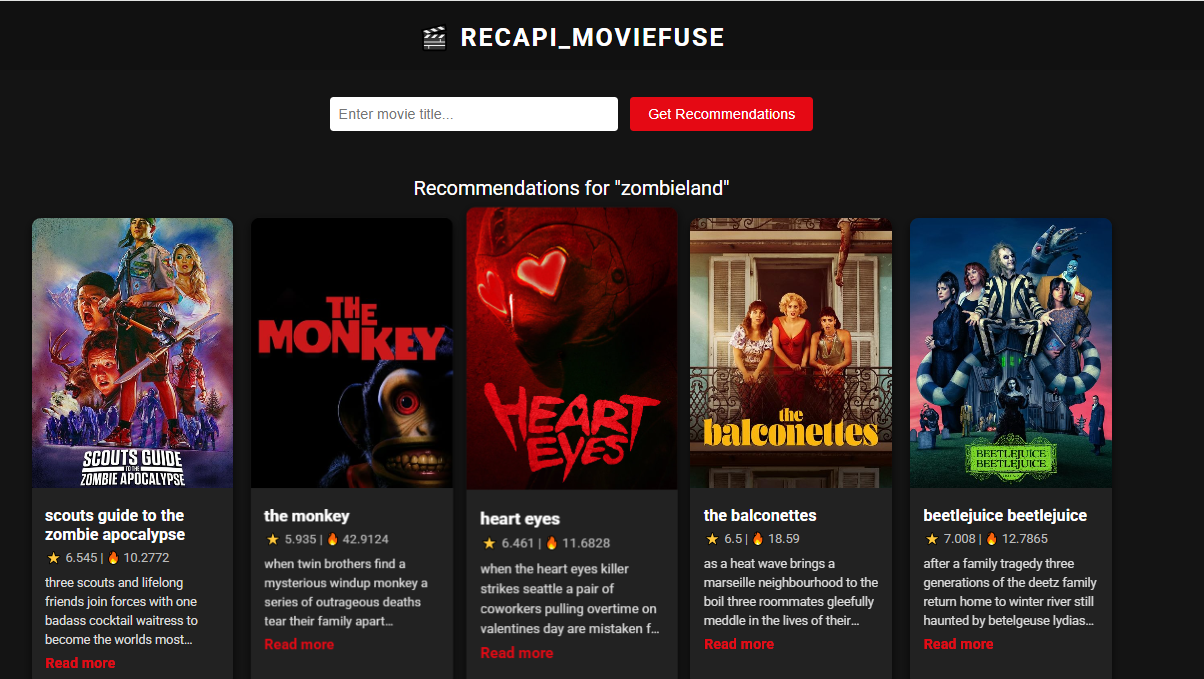 RECAPI_MOVIEFUSE
Enter movie title...
Get Recommendations
Recommendations for "zombieland"
SCOUTS GUIDE
TO THE
ZOMBIE APOCALYPSE
scouts guide to the
zombie apocalypse
6.545 | 10.2772
three scouts and lifelong
friends join forces with one
badass cocktail waitress to
become the worlds most...
Read more
THE
MONKEY
the monkey
5.935 | 42.9124
when twin brothers find a
mysterious windup monkey a
series of outrageous deaths
tear their family apart...
Read more
HEART
EYES
heart eyes
6.461 | 11.6828
when the heart eyes killer
strikes seattle a pair of
coworkers pulling overtime on
valentines day are mistaken f...
Read more
the
balconettes
the balconettes
6.5 | 18.59
as a heat wave brings a
marseille neighbourhood to the
boil three roommates gleefully
meddle in the lives of their...
Read more
BEETLEJUICE
BEETLEJUICE
beetlejuice beetlejuice
7.008 | 12.7865
after a family tragedy three
generations of the deetz family
return home to winter river still
haunted by betelgeuse lydias...
Read more